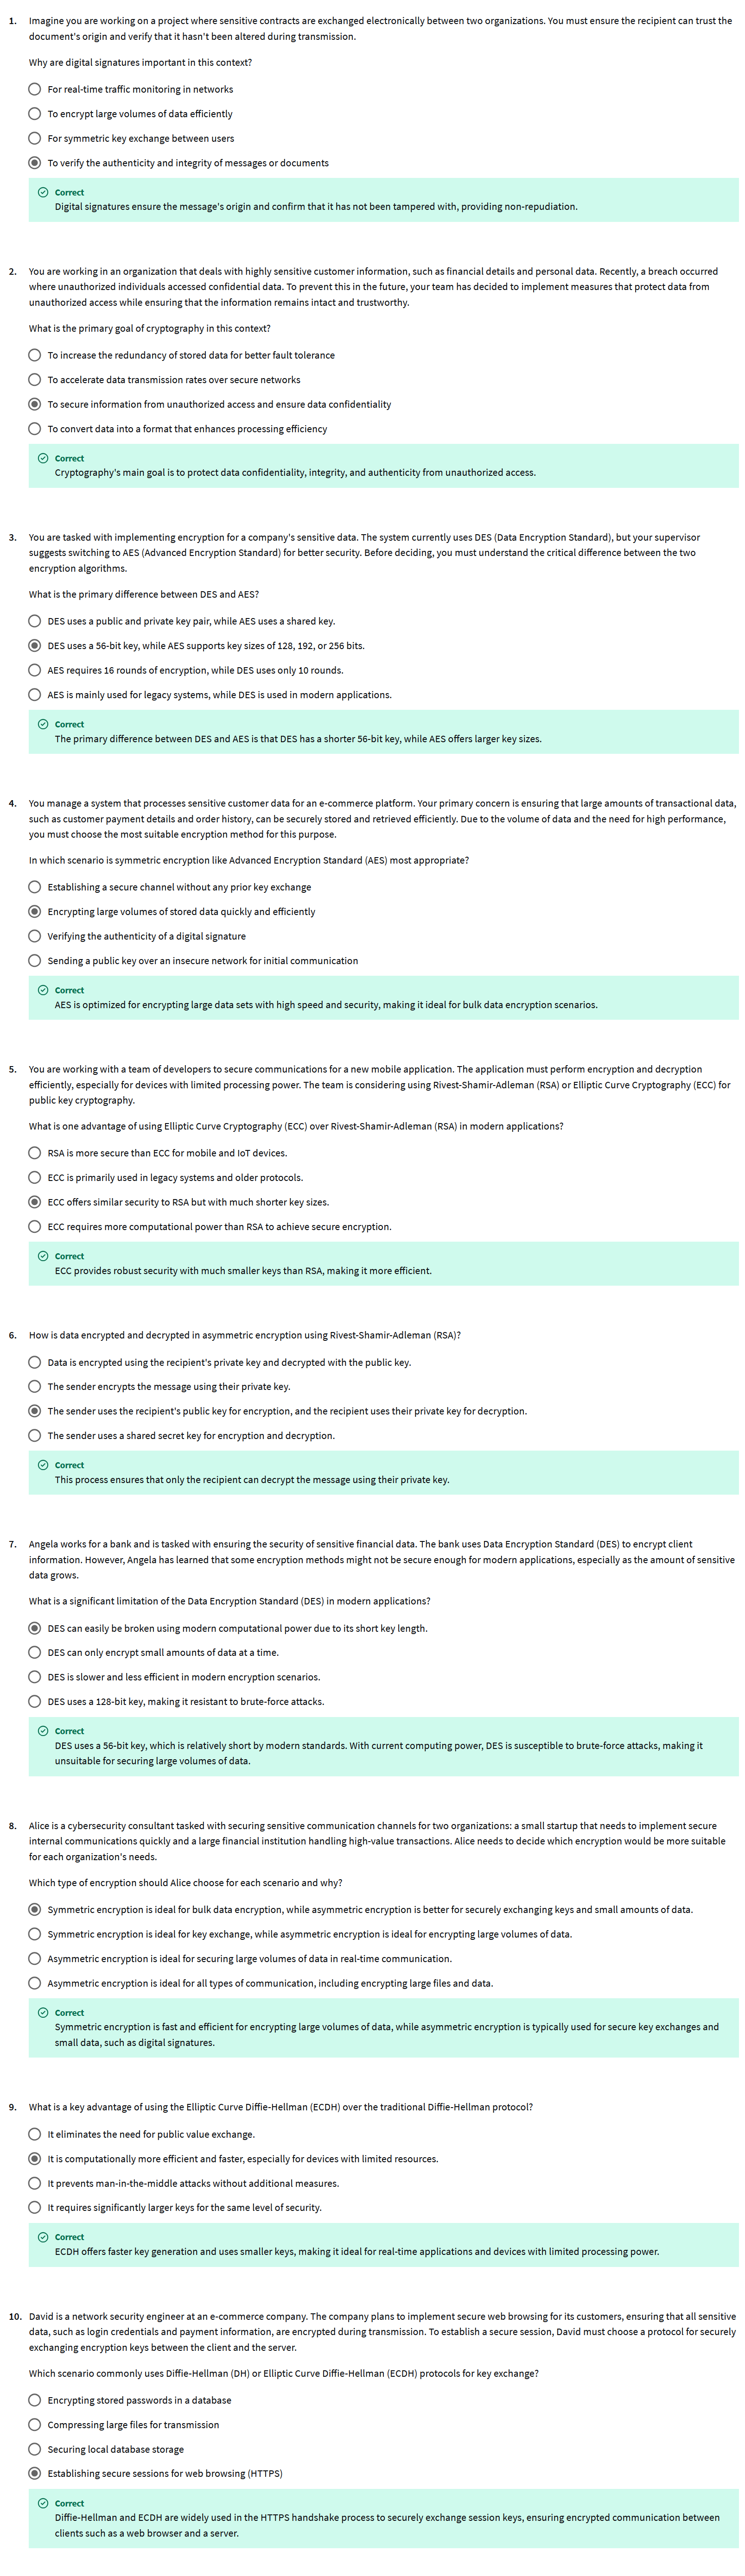 1. Imagine you are working on a project where sensitive contracts are exchanged electronically between two organizations. You must ensure the recipient can trust the
document's origin and verify that it hasn't been altered during transmission.
Why are digital signatures important in this context?
For real-time traffic monitoring in networks
To encrypt large volumes of data efficiently
For symmetric key exchange between users
To verify the authenticity and integrity of messages or documents
Correct
Digital signatures ensure the message's origin and confirm that it has not been tampered with, providing non-repudiation.
2. You are working in an organization that deals with highly sensitive customer information, such as financial details and personal data. Recently, a breach occurred
where unauthorized individuals accessed confidential data. To prevent this in the future, your team has decided to implement measures that protect data from
unauthorized access while ensuring that the information remains intact and trustworthy.
What is the primary goal of cryptography in this context?
To increase the redundancy of stored data for better fault tolerance
To accelerate data transmission rates over secure networks
To secure information from unauthorized access and ensure data confidentiality
To convert data into a format that enhances processing efficiency
Correct
Cryptography's main goal is to protect data confidentiality, integrity, and authenticity from unauthorized access.
3. You are tasked with implementing encryption for a company's sensitive data. The system currently uses DES (Data Encryption Standard), but your supervisor
suggests switching to AES (Advanced Encryption Standard) for better security. Before deciding, you must understand the critical difference between the two
encryption algorithms.
What is the primary difference between DES and AES?
DES uses a public and private key pair, while AES uses a shared key.
DES uses a 56-bit key, while AES supports key sizes of 128, 192, or 256 bits.
AES requires 16 rounds of encryption, while DES uses only 10 rounds.
AES is mainly used for legacy systems, while DES is used in modern applications.
Correct
The primary difference between DES and AES is that DES has a shorter 56-bit key, while AES offers larger key sizes.
4. You manage a system that processes sensitive customer data for an e-commerce platform. Your primary concern is ensuring that large amounts of transactional data,
such as customer payment details and order history, can be securely stored and retrieved efficiently. Due to the volume of data and the need for high performance,
you must choose the most suitable encryption method for this purpose.
In which scenario is symmetric encryption like Advanced Encryption Standard (AES) most appropriate?
Establishing a secure channel without any prior key exchange
Encrypting large volumes of stored data quickly and efficiently
Verifying the authenticity of a digital signature
Sending a public key over an insecure network for initial communication
Correct
AES is optimized for encrypting large data sets with high speed and security, making it ideal for bulk data encryption scenarios.
5. You are working with a team of developers to secure communications for a new mobile application. The application must perform encryption and decryption
efficiently, especially for devices with limited processing power. The team is considering using Rivest-Shamir-Adleman (RSA) or Elliptic Curve Cryptography (ECC) for
public key cryptography.
What is one advantage of using Elliptic Curve Cryptography (ECC) over Rivest-Shamir-Adleman (RSA) in modern applications?
RSA is more secure than ECC for mobile and IoT devices.
ECC is primarily used in legacy systems and older protocols.
ECC offers similar security to RSA but with much shorter key sizes.
ECC requires more computational power than RSA to achieve secure encryption.
Correct
ECC provides robust security with much smaller keys than RSA, making it more efficient.
6. How is data encrypted and decrypted in asymmetric encryption using Rivest-Shamir-Adleman (RSA)?
Data is encrypted using the recipient's private key and decrypted with the public key.
The sender encrypts the message using their private key.
The sender uses the recipient's public key for encryption, and the recipient uses their private key for decryption.
The sender uses a shared secret key for encryption and decryption.
Correct
This process ensures that only the recipient can decrypt the message using their private key.
7. Angela works for a bank and is tasked with ensuring the security of sensitive financial data. The bank uses Data Encryption Standard (DES) to encrypt client
information. However, Angela has learned that some encryption methods might not be secure enough for modern applications, especially as the amount of sensitive
data grows.
What is a significant limitation of the Data Encryption Standard (DES) in modern applications?
DES can easily be broken using modern computational power due to its short key length.
DES can only encrypt small amounts of data at a time.
DES is slower and less efficient in modern encryption scenarios.
DES uses a 128-bit key, making it resistant to brute-force attacks.
Correct
DES uses a 56-bit key, which is relatively short by modern standards. With current computing power, DES is susceptible to brute-force attacks, making it
unsuitable for securing large volumes of data.
8. Alice is a cybersecurity consultant tasked with securing sensitive communication channels for two organizations: a small startup that needs to implement secure
internal communications quickly and a large financial institution handling high-value transactions. Alice needs to decide which encryption would be more suitable
for each organization's needs.
Which type of encryption should Alice choose for each scenario and why?
Symmetric encryption is ideal for bulk data encryption, while asymmetric encryption is better for securely exchanging keys and small amounts of data.
Symmetric encryption is ideal for key exchange, while asymmetric encryption is ideal for encrypting large volumes of data.
Asymmetric encryption is ideal for securing large volumes of data in real-time communication.
Asymmetric encryption is ideal for all types of communication, including encrypting large files and data.
Correct
Symmetric encryption is fast and efficient for encrypting large volumes of data, while asymmetric encryption is typically used for secure key exchanges and
small data, such as digital signatures.
9. What is a key advantage of using the Elliptic Curve Diffie-Hellman (ECDH) over the traditional Diffie-Hellman protocol?
It eliminates the need for public value exchange.
It is computationally more efficient and faster, especially for devices with limited resources.
It prevents man-in-the-middle attacks without additional measures.
It requires significantly larger keys for the same level of security.
Correct
ECDH offers faster key generation and uses smaller keys, making it ideal for real-time applications and devices with limited processing power.
10. David is a network security engineer at an e-commerce company. The company plans to implement secure web browsing for its customers, ensuring that all sensitive
data, such as login credentials and payment information, are encrypted during transmission. To establish a secure session, David must choose a protocol for securely
exchanging encryption keys between the client and the server.
Which scenario commonly uses Diffie-Hellman (DH) or Elliptic Curve Diffie-Hellman (ECDH) protocols for key exchange?
Encrypting stored passwords in a database
Compressing large files for transmission
Securing local database storage
Establishing secure sessions for web browsing (HTTPS)
Correct
Diffie-Hellman and ECDH are widely used in the HTTPS handshake process to securely exchange session keys, ensuring encrypted communication between
clients such as a web browser and a server.